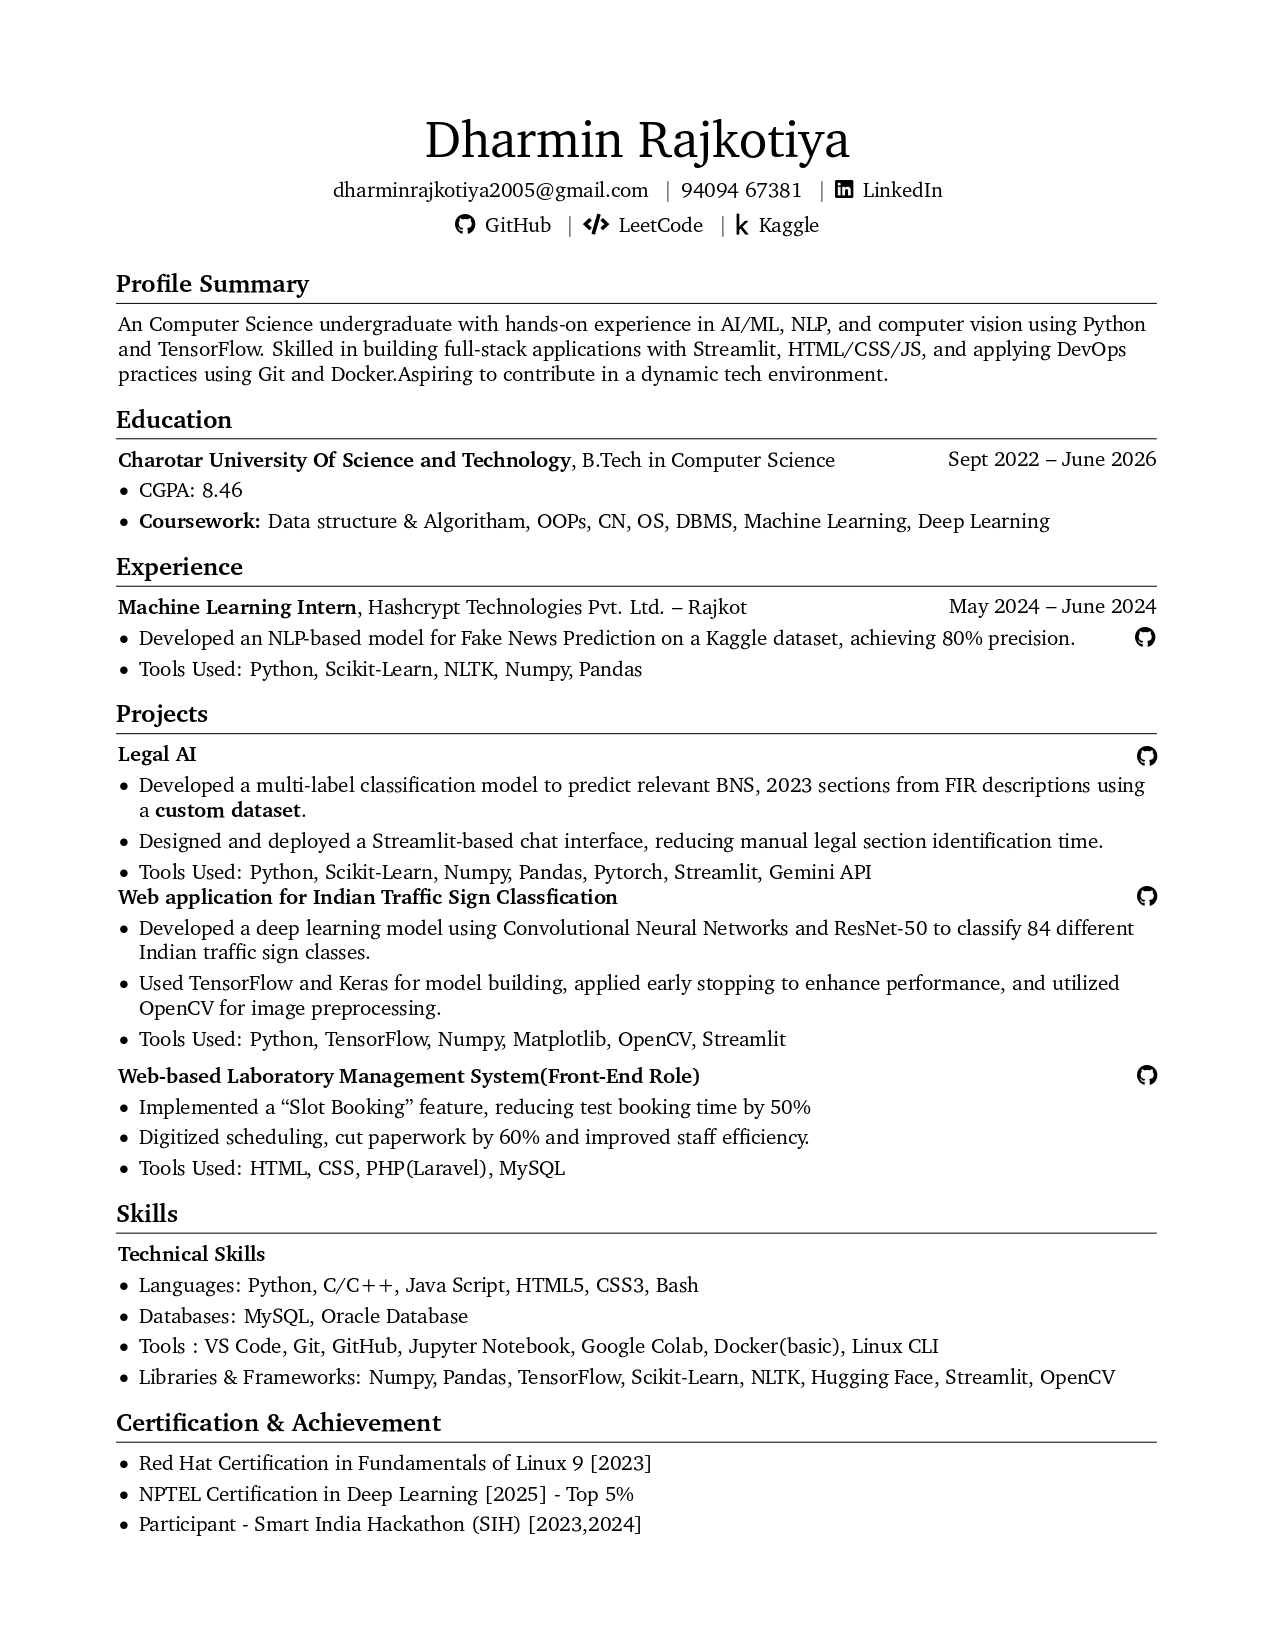 Dharmin Rajkotiya
dharminrajkotiya2005@gmail.com | 94094 67381 | LinkedIn
GitHub | LeetCode | Kaggle
Profile Summary
An Computer Science undergraduate with hands-on experience in AI/ML, NLP, and computer vision using Python
and TensorFlow. Skilled in building full-stack applications with Streamlit, HTML/CSS/JS, and applying DevOps
practices using Git and Docker.Aspiring to contribute in a dynamic tech environment.
Education
Charotar University Of Science and Technology, B.Tech in Computer Science Sept 2022 – June 2026
• CGPA: 8.46
• Coursework: Data structure & Algoritham, OOPs, CN, OS, DBMS, Machine Learning, Deep Learning
Experience
Machine Learning Intern, Hashcrypt Technologies Pvt. Ltd. – Rajkot May 2024 – June 2024
• Developed an NLP-based model for Fake News Prediction on a Kaggle dataset, achieving 80% precision.
• Tools Used: Python, Scikit-Learn, NLTK, Numpy, Pandas
Projects
Legal AI
• Developed a multi-label classification model to predict relevant BNS, 2023 sections from FIR descriptions using
a custom dataset.
• Designed and deployed a Streamlit-based chat interface, reducing manual legal section identification time.
• Tools Used: Python, Scikit-Learn, Numpy, Pandas, Pytorch, Streamlit, Gemini API
Web application for Indian Traffic Sign Classfication
• Developed a deep learning model using Convolutional Neural Networks and ResNet-50 to classify 84 different
Indian traffic sign classes.
• Used TensorFlow and Keras for model building, applied early stopping to enhance performance, and utilized
OpenCV for image preprocessing.
• Tools Used: Python, TensorFlow, Numpy, Matplotlib, OpenCV, Streamlit
Web-based Laboratory Management System(Front-End Role)
• Implemented a “Slot Booking” feature, reducing test booking time by 50%
• Digitized scheduling, cut paperwork by 60% and improved staff efficiency.
• Tools Used: HTML, CSS, PHP(Laravel), MySQL
Skills
Technical Skills
• Languages: Python, C/C++, Java Script, HTML5, CSS3, Bash
• Databases: MySQL, Oracle Database
• Tools : VS Code, Git, GitHub, Jupyter Notebook, Google Colab, Docker(basic), Linux CLI
• Libraries & Frameworks: Numpy, Pandas, TensorFlow, Scikit-Learn, NLTK, Hugging Face, Streamlit, OpenCV
Certification & Achievement
• Red Hat Certification in Fundamentals of Linux 9 [2023]
• NPTEL Certification in Deep Learning [2025] - Top 5%
• Participant - Smart India Hackathon (SIH) [2023,2024]